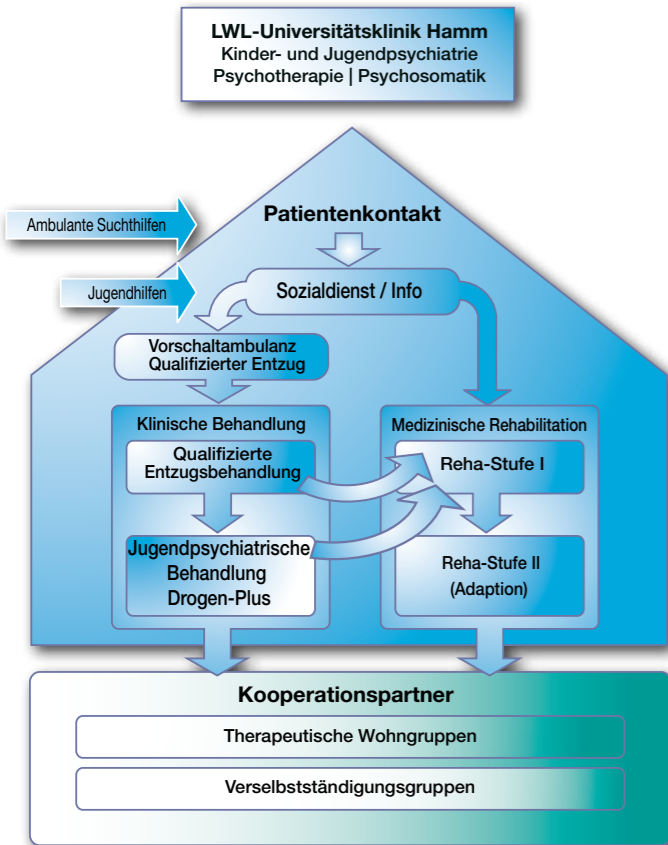 LWL-Universitätsklinik Hamm
Kinder- und Jugendpsychiatrie
Psychotherapie | Psychosomatik
Patientenkontakt
Ambulante Suchthilfen
Jugendhilfen
Sozialdienst / Info
Vorschaltambulanz
Qualifizierter Entzug
Klinische Behandlung
Qualifizierte
Entzugsbehandlung
Jugendpsychiatrische
Behandlung
Drogen-Plus
Medizinische Rehabilitation
Reha-Stufe I
Reha-Stufe II
(Adaption)
Kooperationspartner
Therapeutische Wohngruppen
Verselbstständigungsgruppen